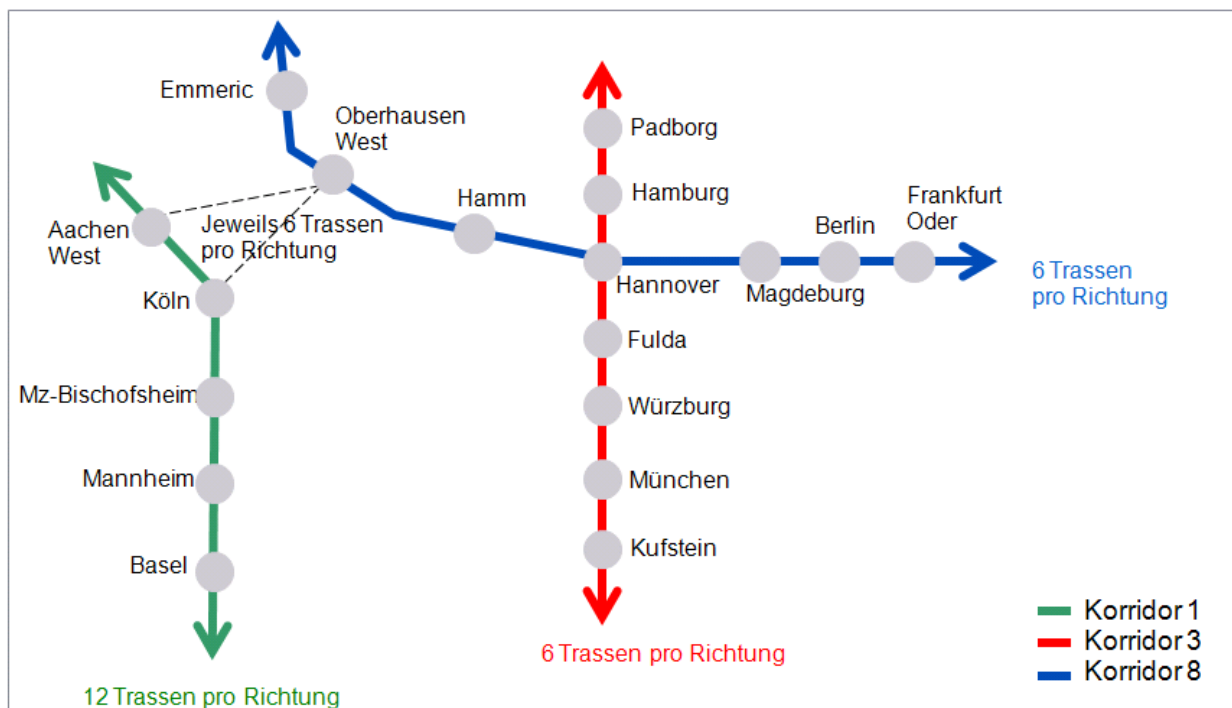 Emmeric
Oberhausen
West
Padborg
Hamburg
Hamm
Frankfurt
Oder
Berlin
Aachen
West
Jeweils 6 Trassen
pro Richtung
Köln
Hannover
Magdeburg
6 Trassen
pro Richtung
Fulda
Mz-Bischofsheim
Würzburg
Mannheim
München
Basel
Kufstein
Korridor 1
Korridor 3
Korridor 8
6 Trassen pro Richtung
12 Trassen pro Richtung